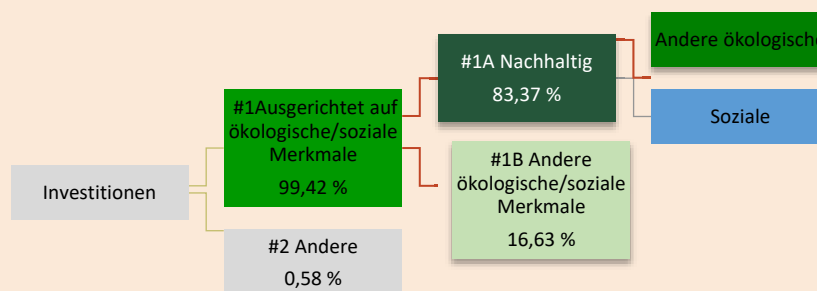 Investitionen
#1Ausgerichtet auf
ökologische/soziale
Merkmale
99,42 %
#2 Andere
0,58 %
#1A Nachhaltig
83,37 %
#1B Andere
ökologische/soziale
Merkmale
16,63 %
Andere ökologische
Soziale